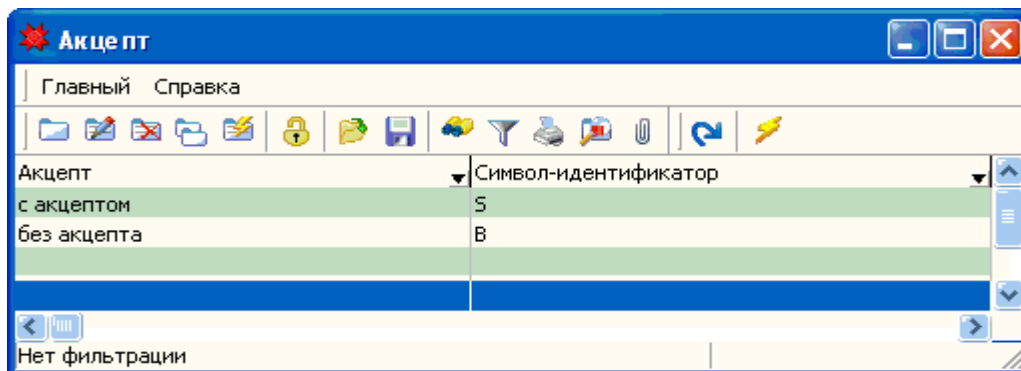 Акцепт
Главный Справка
Акцепт Символ-идентификатор
с акцептом S
без акцепта B
Нет фильтрации